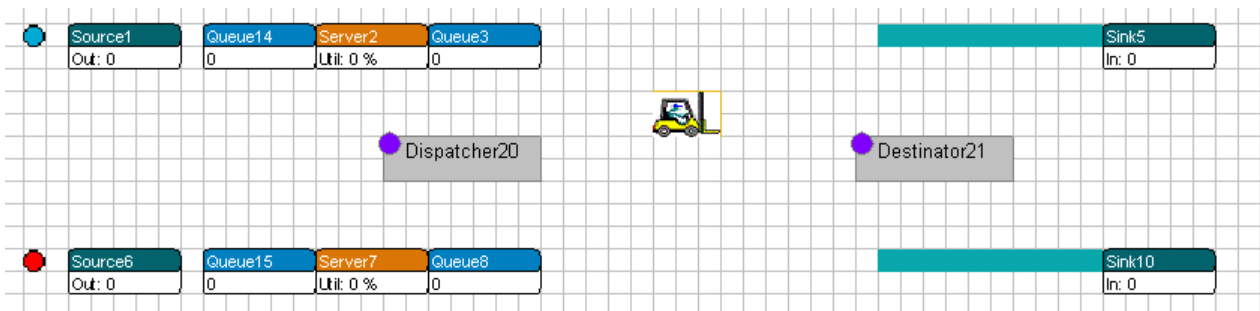 Source1 Queue14 Server2 Queue3 Sink5
Out: 0 0 Util: 0 % 0 In: 0
Dispatcher20 Destinator21
Source6 Queue15 Server7 Queue8 Sink10
Out: 0 0 Util: 0 % 0 In: 0